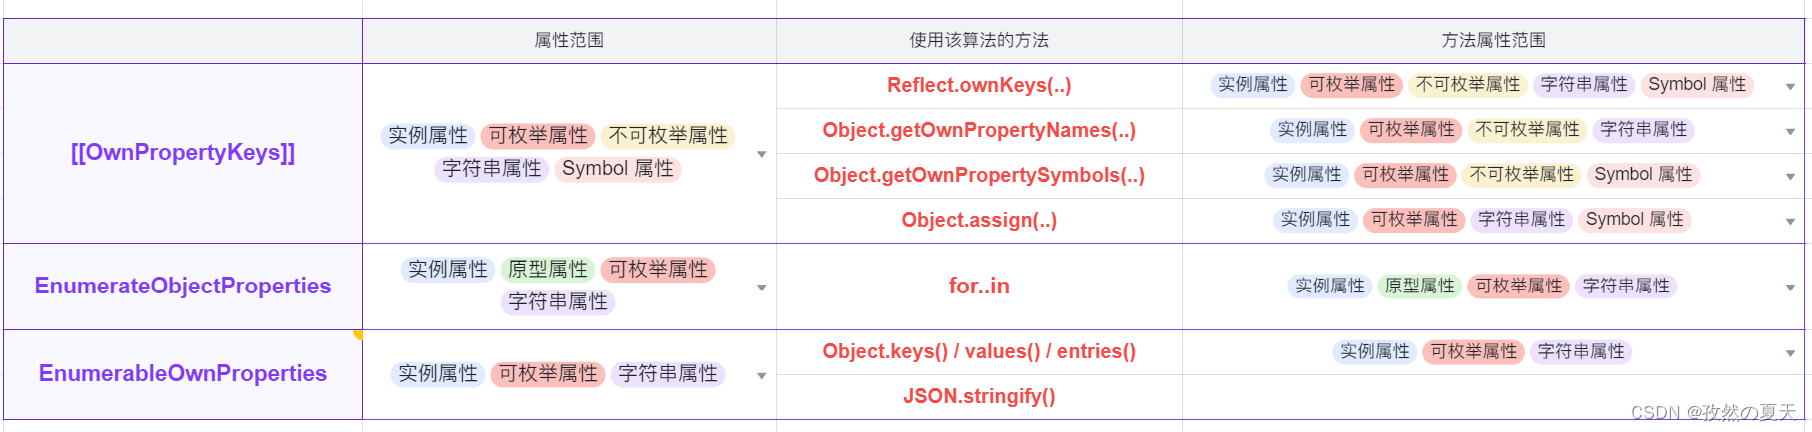 属性范围 使用该算法的方法 方法属性范围
[[OwnPropertyKeys]]
实例属性 可枚举属性 不可枚举属性
字符串属性 Symbol 属性
Reflect.ownKeys(..) 实例属性 可枚举属性 不可枚举属性 字符串属性 Symbol 属性
Object.getOwnPropertyNames(..) 实例属性 可枚举属性 不可枚举属性 字符串属性
Object.getOwnPropertySymbols(..) 实例属性 可枚举属性 不可枚举属性 Symbol 属性
Object.assign(..) 实例属性 可枚举属性 字符串属性 Symbol 属性
EnumerateObjectProperties
实例属性 原型属性 可枚举属性
字符串属性
for..in 实例属性 原型属性 可枚举属性 字符串属性
EnumerableOwnProperties
实例属性 可枚举属性 字符串属性
Object.keys() / values() / entries() 实例属性 可枚举属性 字符串属性
JSON.stringify()
CSDN @孜然の夏天